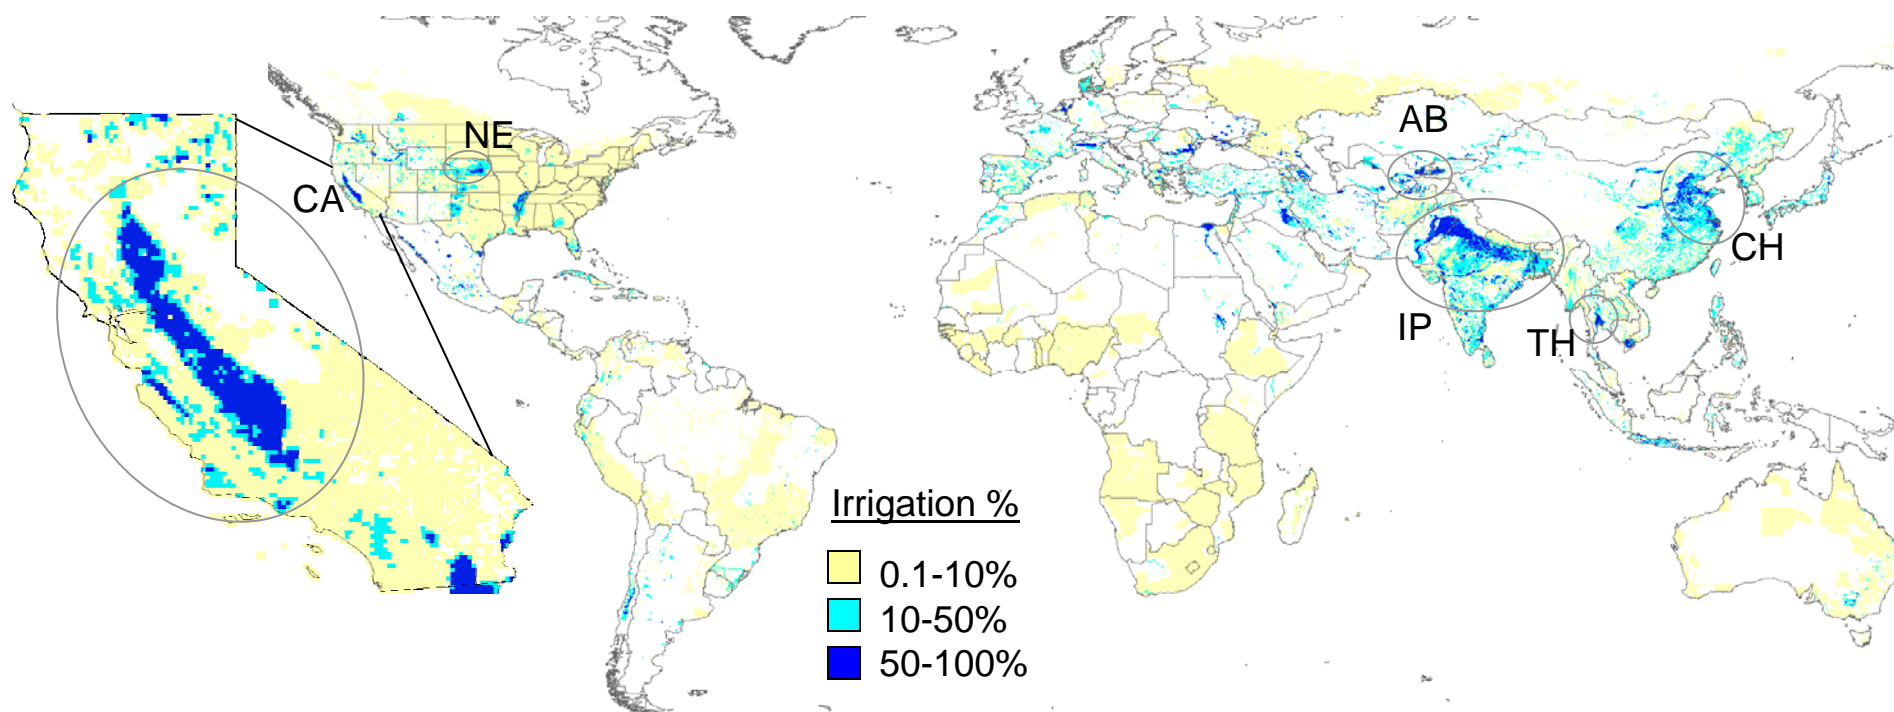 NE
AB
CA
CH
IP
TH
Irrigation %
0.1-10%
10-50%
50-100%